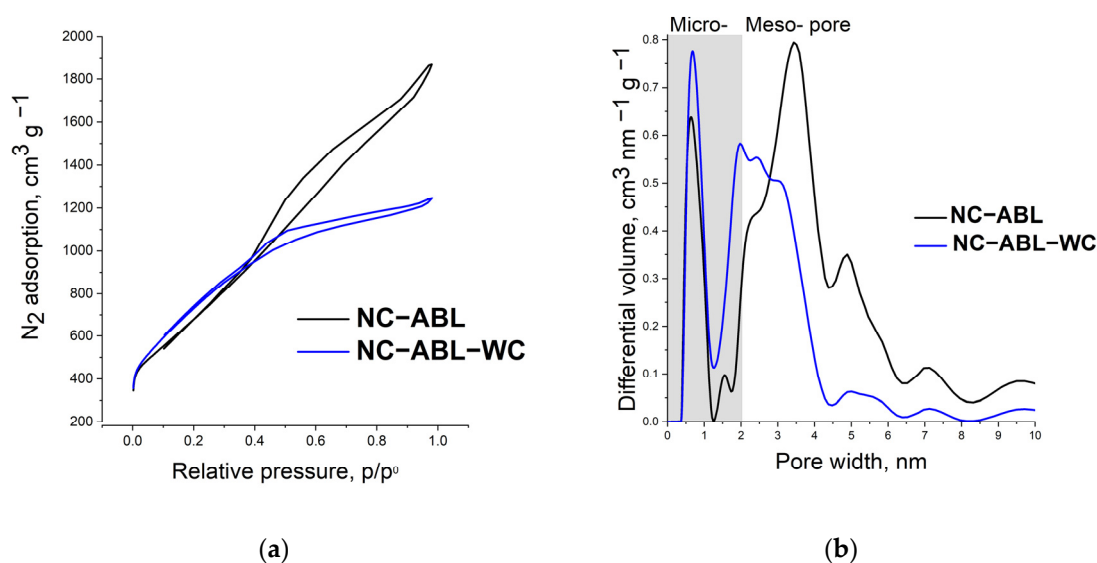 2000
1800
1600
1400
1200
1000
800
600
400
200
0.0 0.2 0.4 0.6 0.8 1.0
N2 adsorption, cm3 g −1
Relative pressure, p/p0
NC−ABL
NC−ABL−WC
(a)
Micro- Meso- pore
0.8
0.7
0.6
0.5
0.4
0.3
0.2
0.1
0.0
0 1 2 3 4 5 6 7 8 9 10
Differential volume, cm3 nm −1 g −1
Pore width, nm
NC−ABL
NC−ABL−WC
(b)